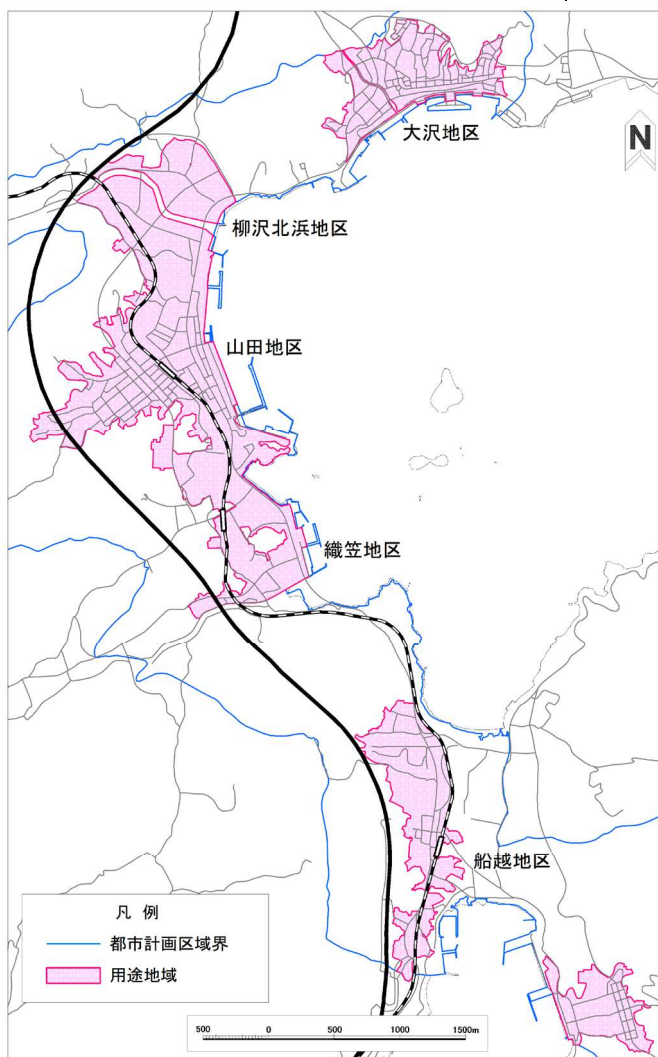 大沢地区
N
柳沢北浜地区
山田地区
織笠地区
船越地区
凡 例
都市計画区域界
用途地域
500 0 500 1000 1500m